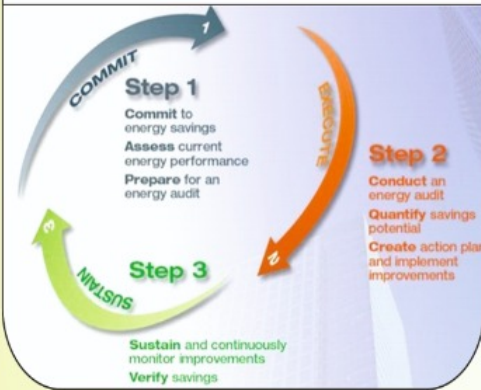 1
COMMIT
Step 1
Commit to
energy savings
Assess current
energy performance
Prepare for an
energy audit
EXECUTE
2
Step 2
Conduct an
energy audit
Quantify savings
potential
Create action plan
and implement
improvements
3
SUSTAIN
Step 3
Sustain and continuously
monitor improvements
Verify savings